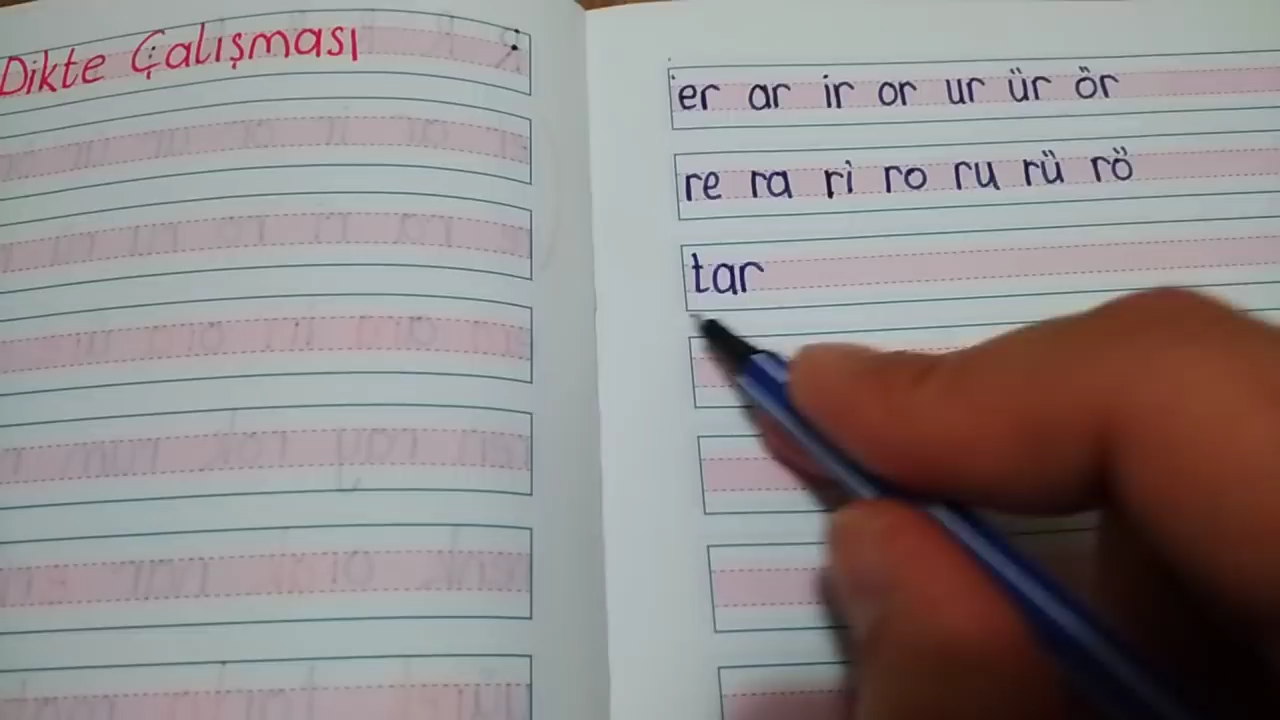 Dikte Çalışması
er ar ir or ur ür ör
re ra ri ro ru rü rö
tar